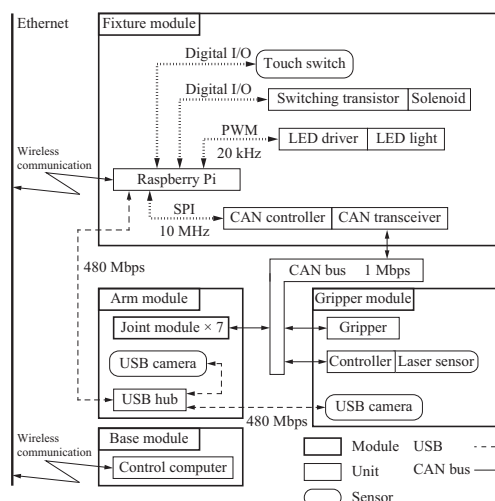 Ethernet
Fixture module
Digital I/O
Touch switch
Digital I/O
Switching transistor
Solenoid
PWM
20 kHz
LED driver
LED light
Wireless
communication
Raspberry Pi
SPI
10 MHz
CAN controller
CAN transceiver
480 Mbps
CAN bus 1 Mbps
Arm module
Gripper module
Joint module × 7
Gripper
USB camera
Controller
Laser sensor
USB hub
USB camera
480 Mbps
Wireless
communication
Base module
Control computer
Module
USB
Unit
CAN bus
Sensor